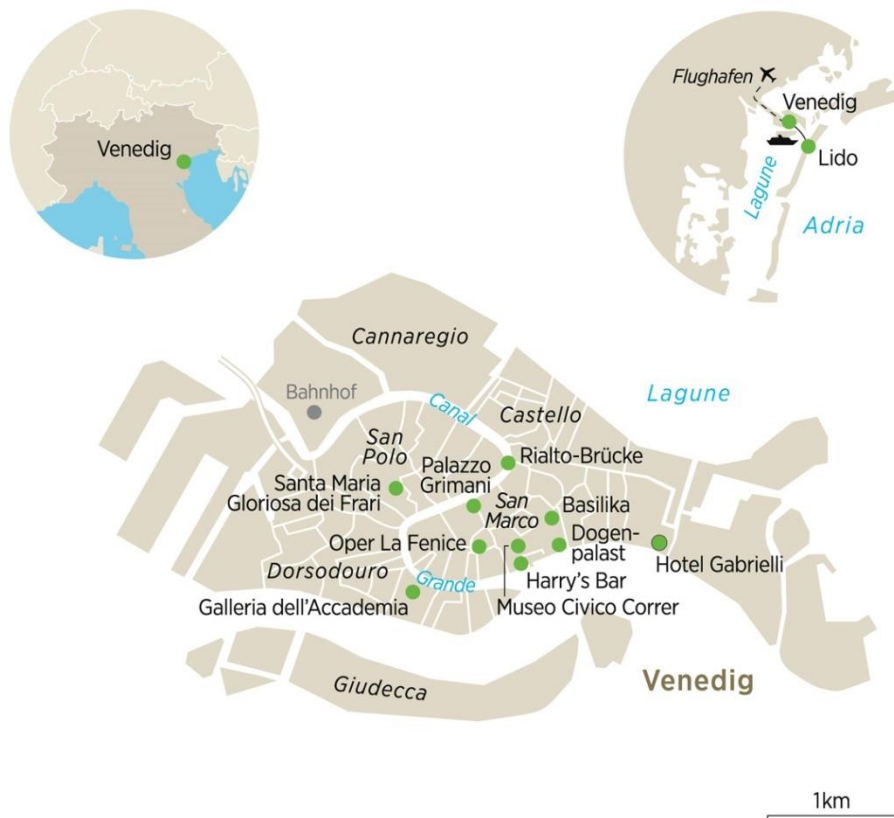 Venedig
Flughafen
Venedig
Lido
Lagune
Adria
Cannaregio
Lagune
Bahnhof
Canal
Castello
San
Polo
Rialto-Brücke
Palazzo
Grimani
Santa Maria
Gloriosa dei Frari
San
Marco
Basilika
Oper La Fenice
Dogen-
palast
Hotel Gabrielli
Dorsodouro
Grande
Harry's Bar
Galleria dell'Accademia
Museo Civico Correr
Giudecca
Venedig
1km